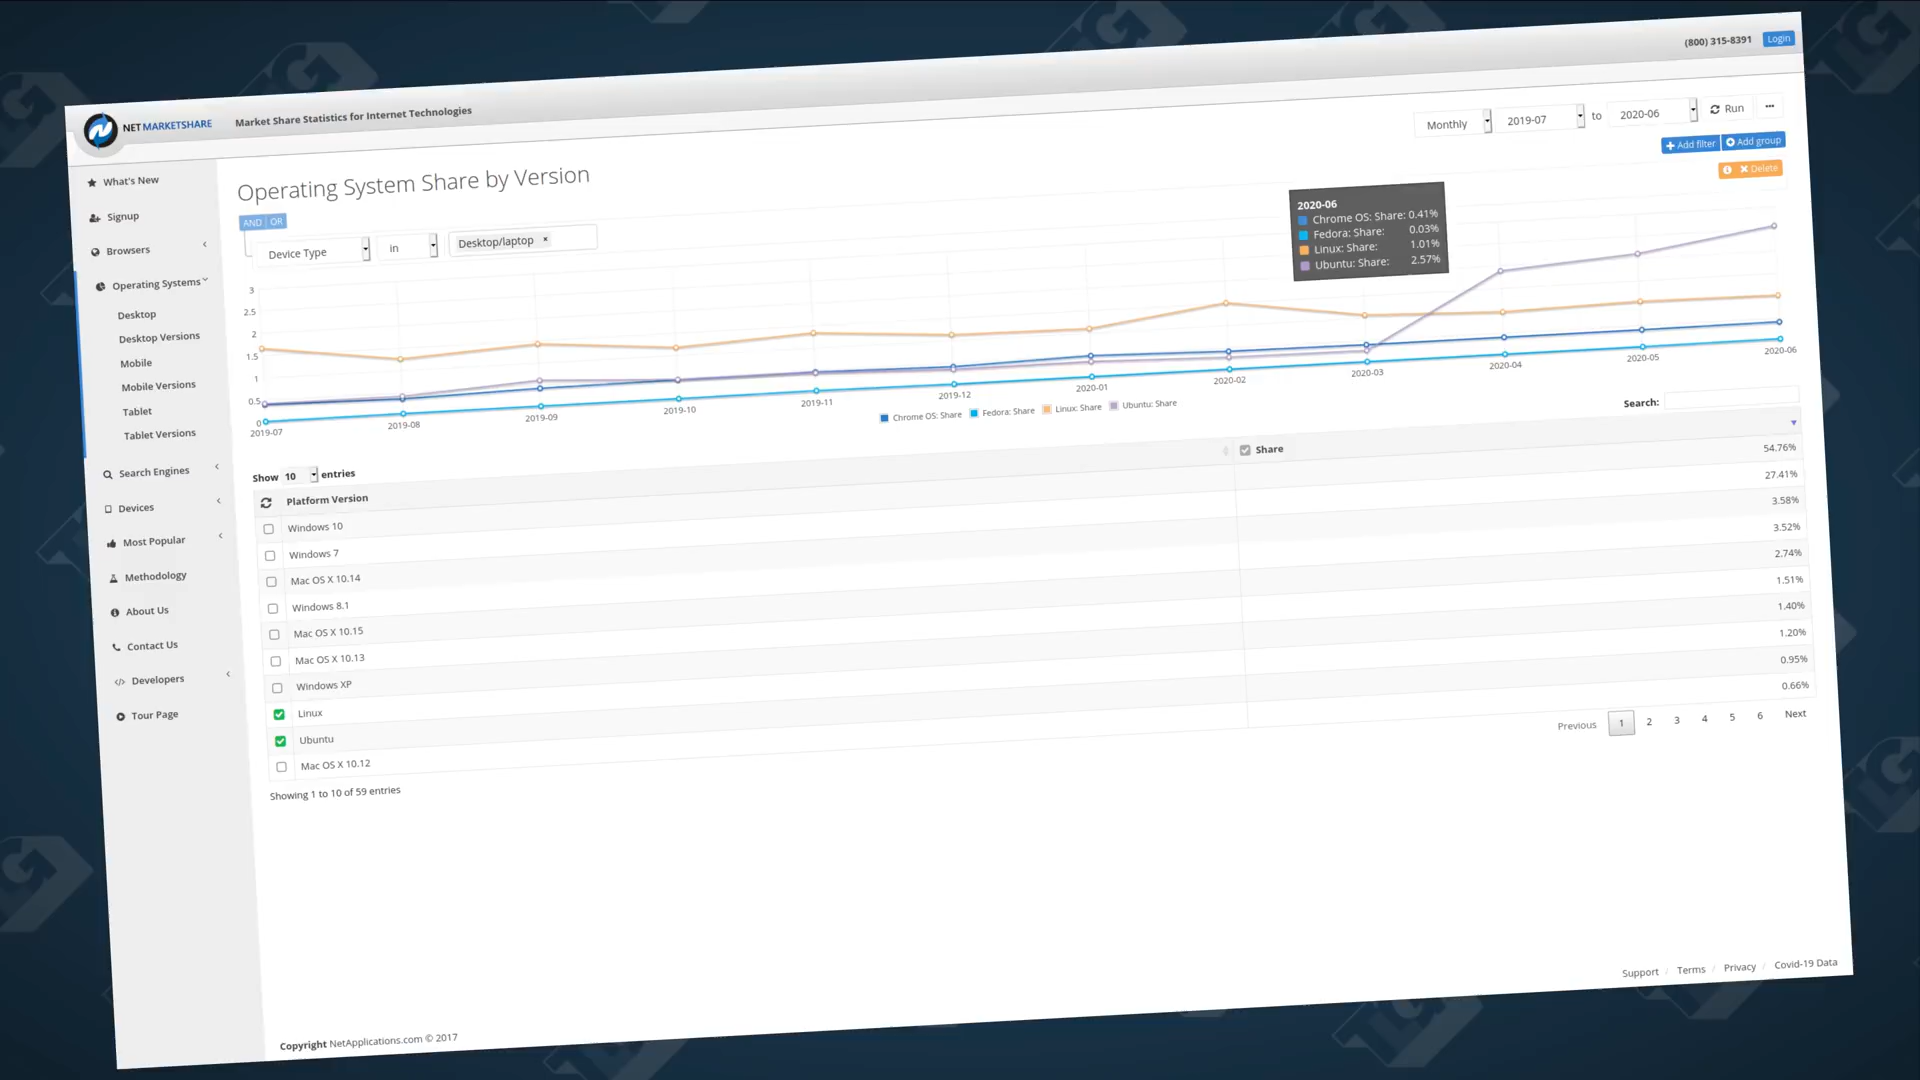 (800) 315-8391 Login
NETMARKETSHARE Market Share Statistics for Internet Technologies
Monthly 2019-07 to 2020-06 Run
Add filter Add group
Delete
What's New
Signup
Browsers
Operating Systems
Desktop
Desktop Versions
Mobile
Mobile Versions
Tablet
Tablet Versions
Search Engines
Devices
Most Popular
Methodology
About Us
Contact Us
Developers
Tour Page
Operating System Share by Version
AND OR
Device Type in Desktop/laptop ×
2020-06
Chrome OS: Share: 0.41%
Fedora: Share: 0.03%
Linux: Share: 1.01%
Ubuntu: Share: 2.57%
3
2.5
2
1.5
1
0.5
0
2019-07 2019-08 2019-09 2019-10 2019-11 2019-12 2020-01 2020-02 2020-03 2020-04 2020-05 2020-06
Chrome OS: Share Fedora: Share Linux: Share Ubuntu: Share
Search:
Show 10 entries
Platform Version Share
Windows 10 54.76%
Windows 7 27.41%
Mac OS X 10.14 3.58%
Windows 8.1 3.52%
Mac OS X 10.15 2.74%
Mac OS X 10.13 1.51%
Windows XP 1.40%
Linux 1.20%
Ubuntu 0.95%
Mac OS X 10.12 0.66%
Showing 1 to 10 of 59 entries
Previous 1 2 3 4 5 6 Next
Support / Terms / Privacy / Covid-19 Data
Copyright NetApplications.com © 2017